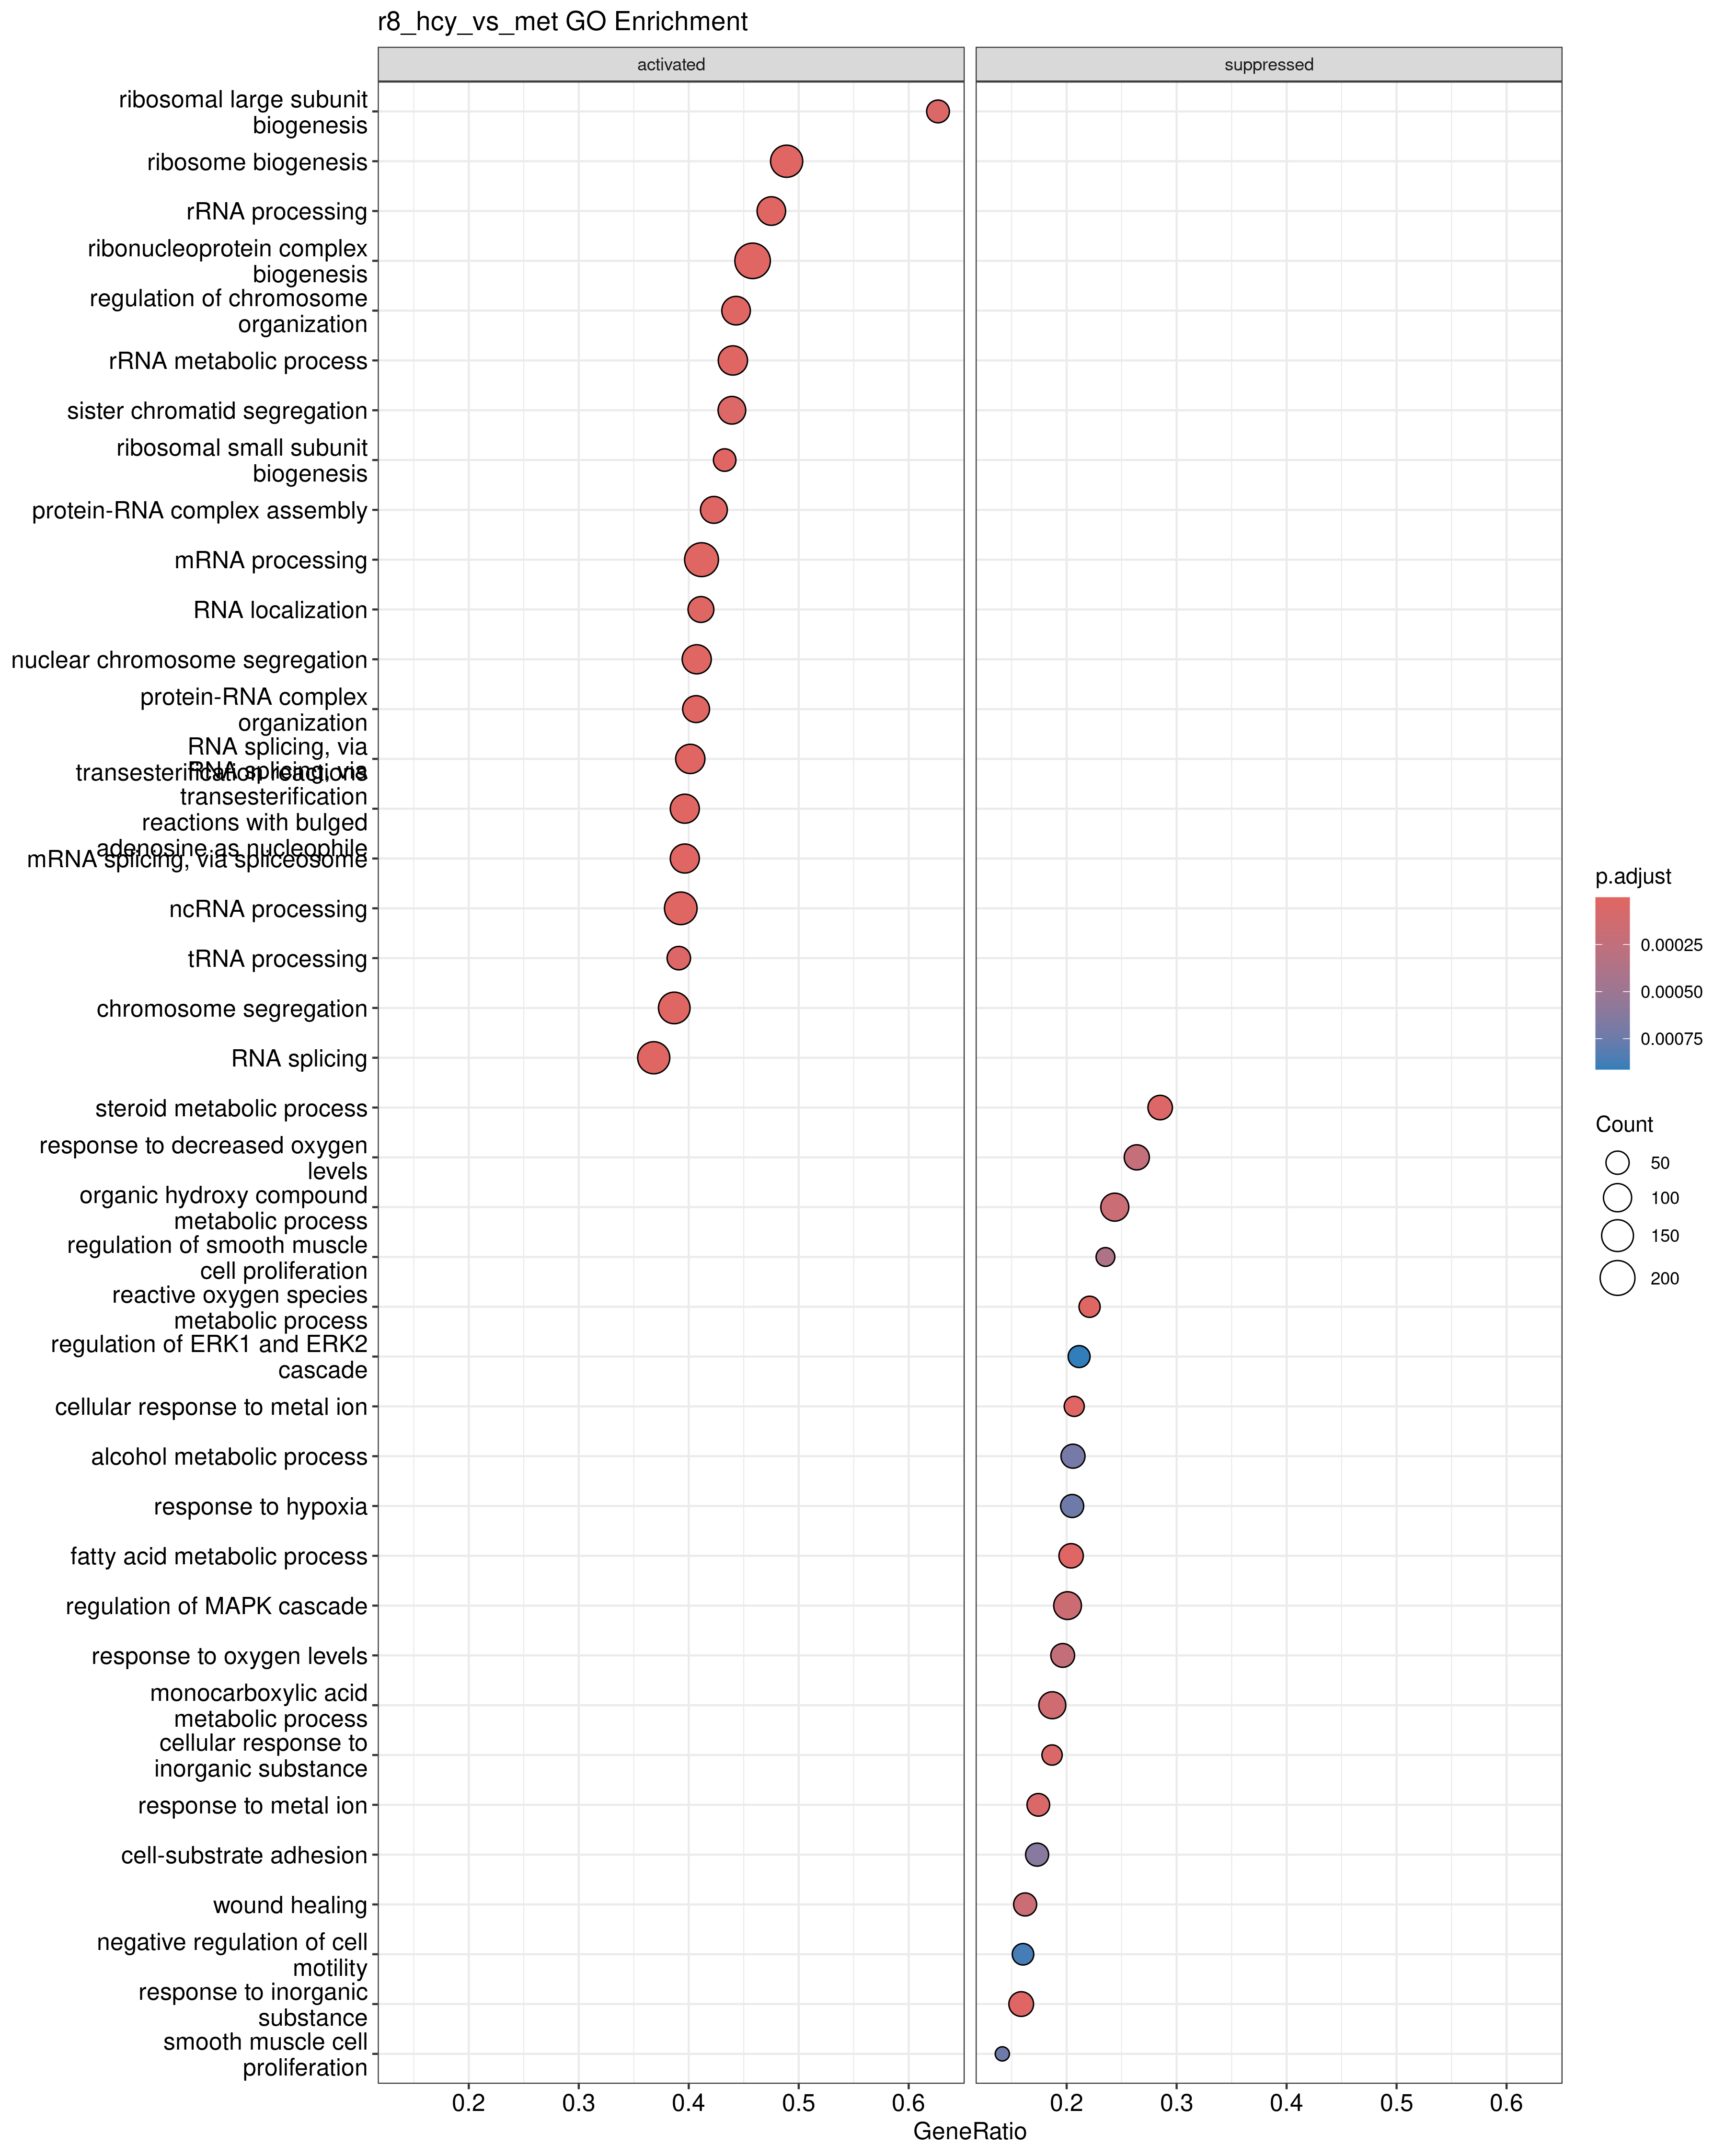 r8_hcy_vs_met GO Enrichment
activated
suppressed
ribosomal large subunit
biogenesis
ribosome biogenesis
rRNA processing
ribonucleoprotein complex
biogenesis
regulation of chromosome
organization
rRNA metabolic process
sister chromatid segregation
ribosomal small subunit
biogenesis
protein-RNA complex assembly
mRNA processing
RNA localization
nuclear chromosome segregation
protein-RNA complex
organization
RNA splicing, via
transesterification reactions
RNA splicing, via
transesterification
reactions with bulged
adenosine as nucleophile
mRNA splicing, via spliceosome
ncRNA processing
tRNA processing
chromosome segregation
RNA splicing
steroid metabolic process
response to decreased oxygen
levels
organic hydroxy compound
metabolic process
regulation of smooth muscle
cell proliferation
reactive oxygen species
metabolic process
regulation of ERK1 and ERK2
cascade
cellular response to metal ion
alcohol metabolic process
response to hypoxia
fatty acid metabolic process
regulation of MAPK cascade
response to oxygen levels
monocarboxylic acid
metabolic process
cellular response to
inorganic substance
response to metal ion
cell-substrate adhesion
wound healing
negative regulation of cell
motility
response to inorganic
substance
smooth muscle cell
proliferation
0.2 0.3 0.4 0.5 0.6
0.2 0.3 0.4 0.5 0.6
GeneRatio
p.adjust
0.00025
0.00050
0.00075
Count
50
100
150
200